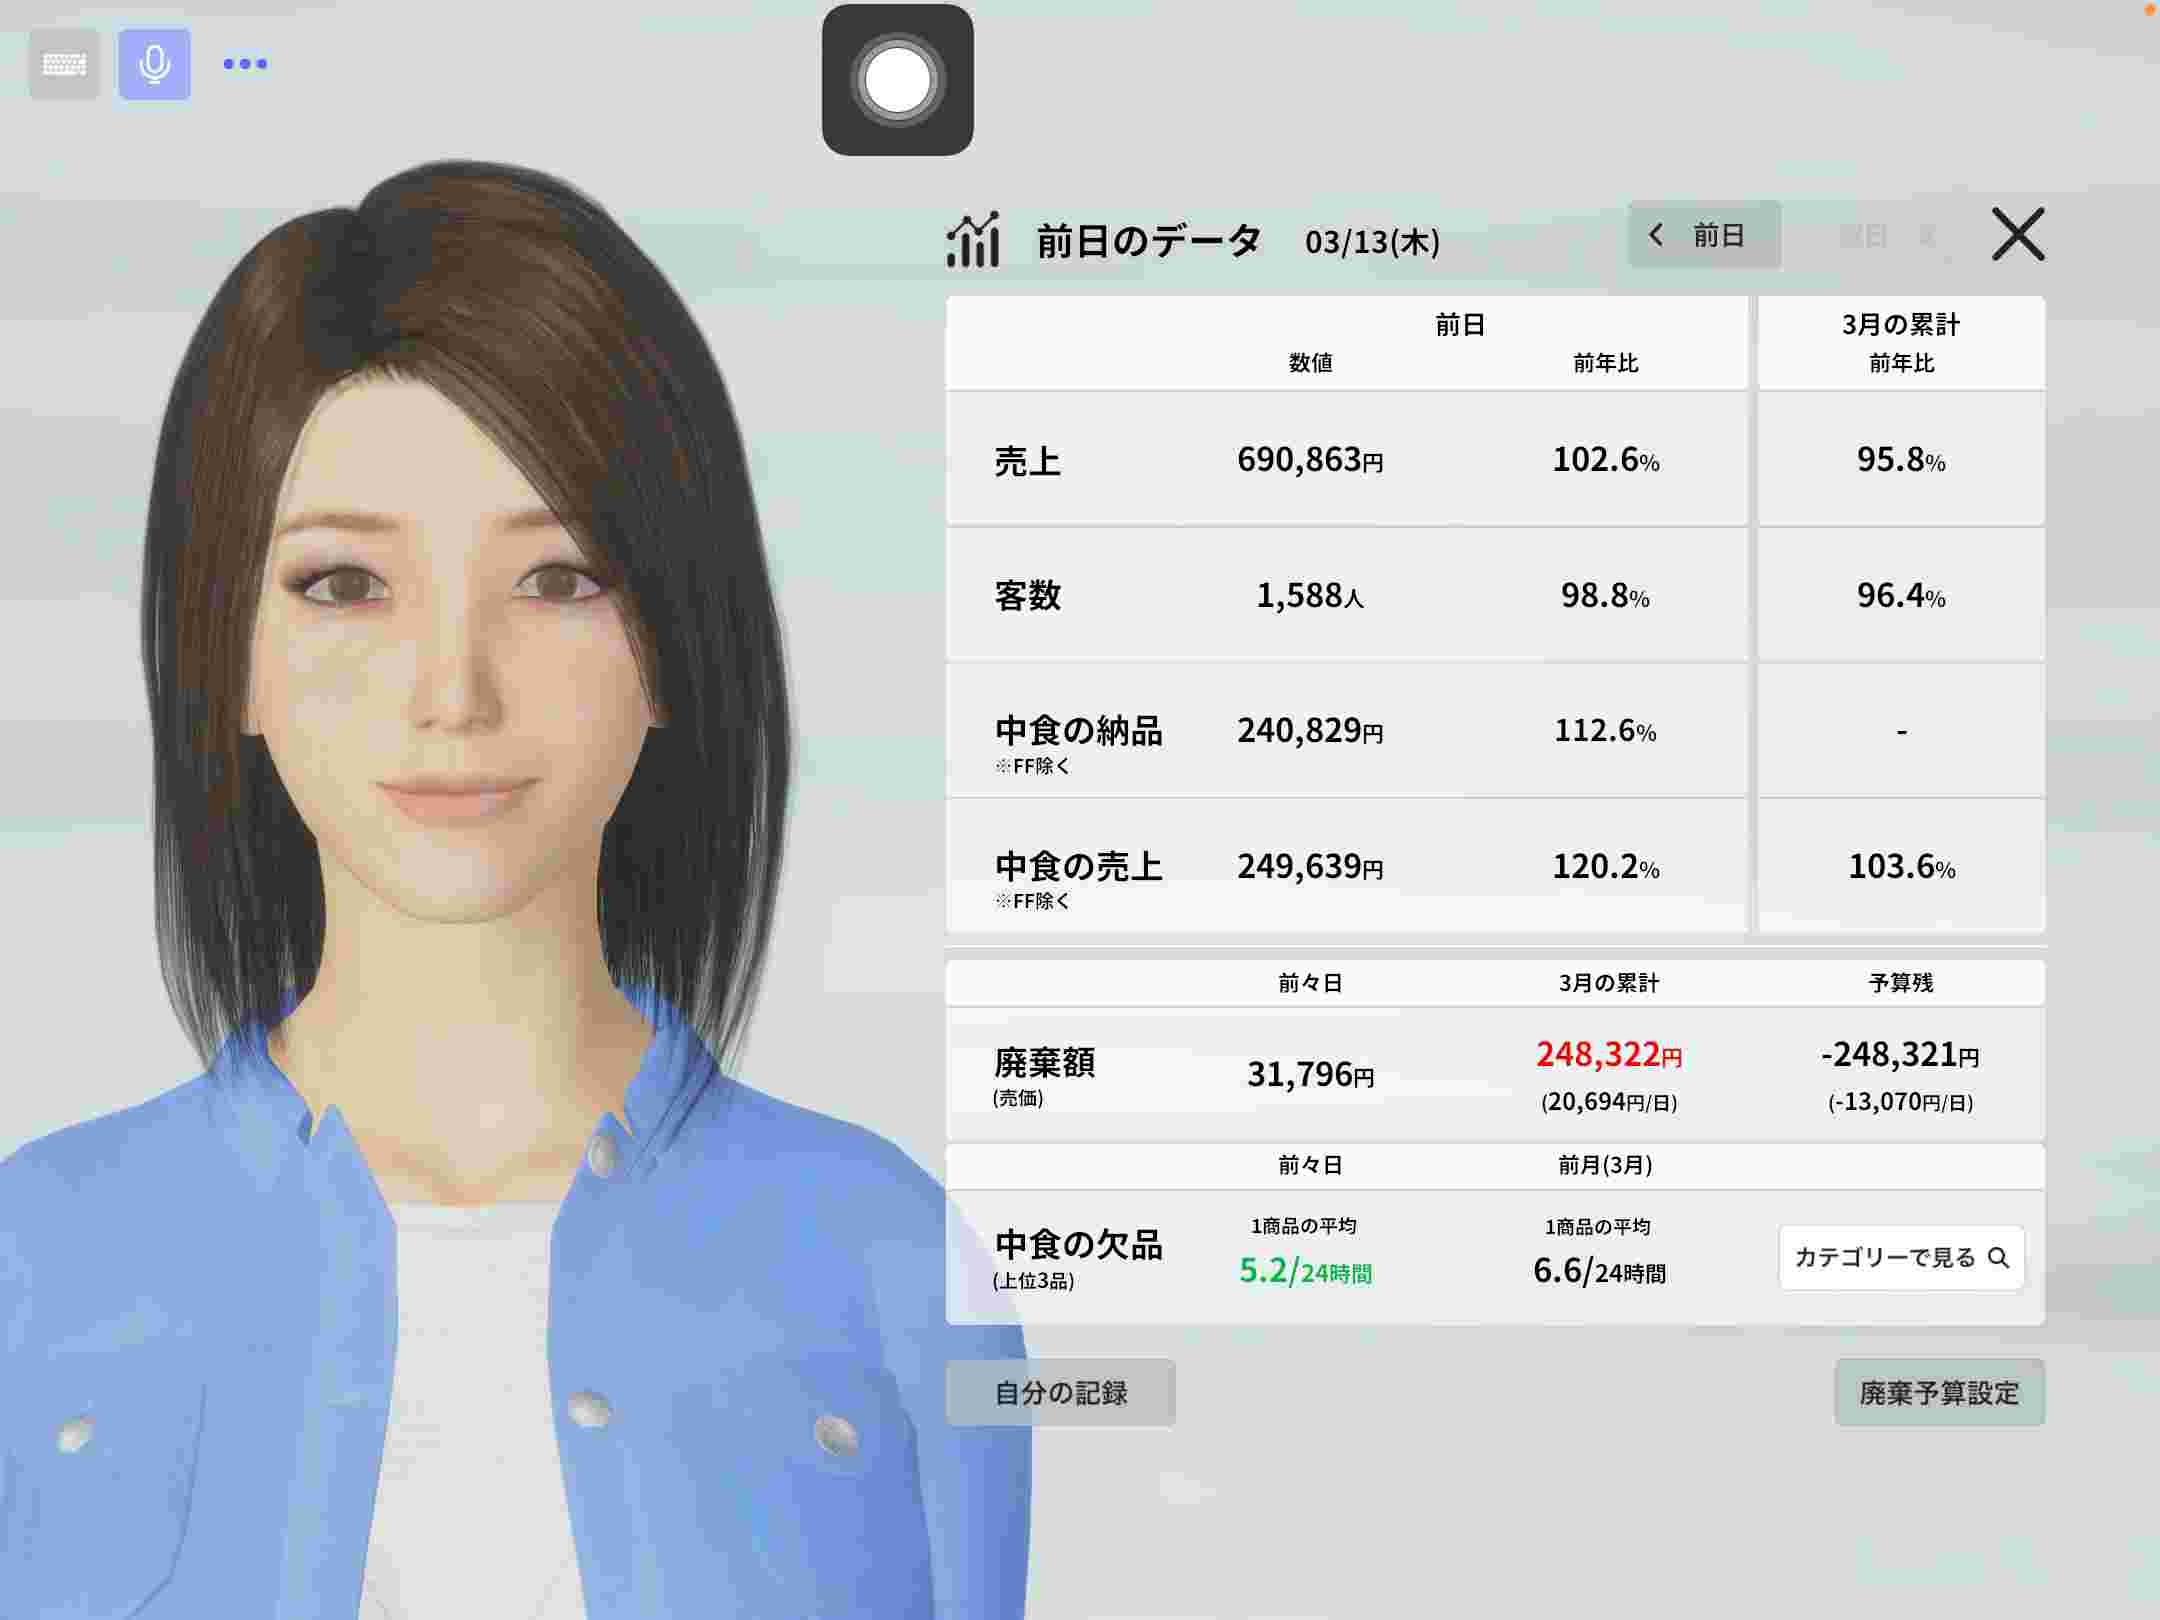 前日のデータ 03/13(木) 前日 翌日
前日 3月の累計
数値 前年比 前年比
売上 690,863円 102.6% 95.8%
客数 1,588人 98.8% 96.4%
中食の納品 240,829円 112.6% -
※FF除く
中食の売上 249,639円 120.2% 103.6%
※FF除く
前々日 3月の累計 予算残
廃棄額 31,796円 248,322円 -248,321円
(売価) (20,694円/日) (-13,070円/日)
前々日 前月(3月)
1商品の平均 1商品の平均
中食の欠品 5.2/24時間 6.6/24時間 カテゴリーで見る
(上位3品)
自分の記録 廃棄予算設定